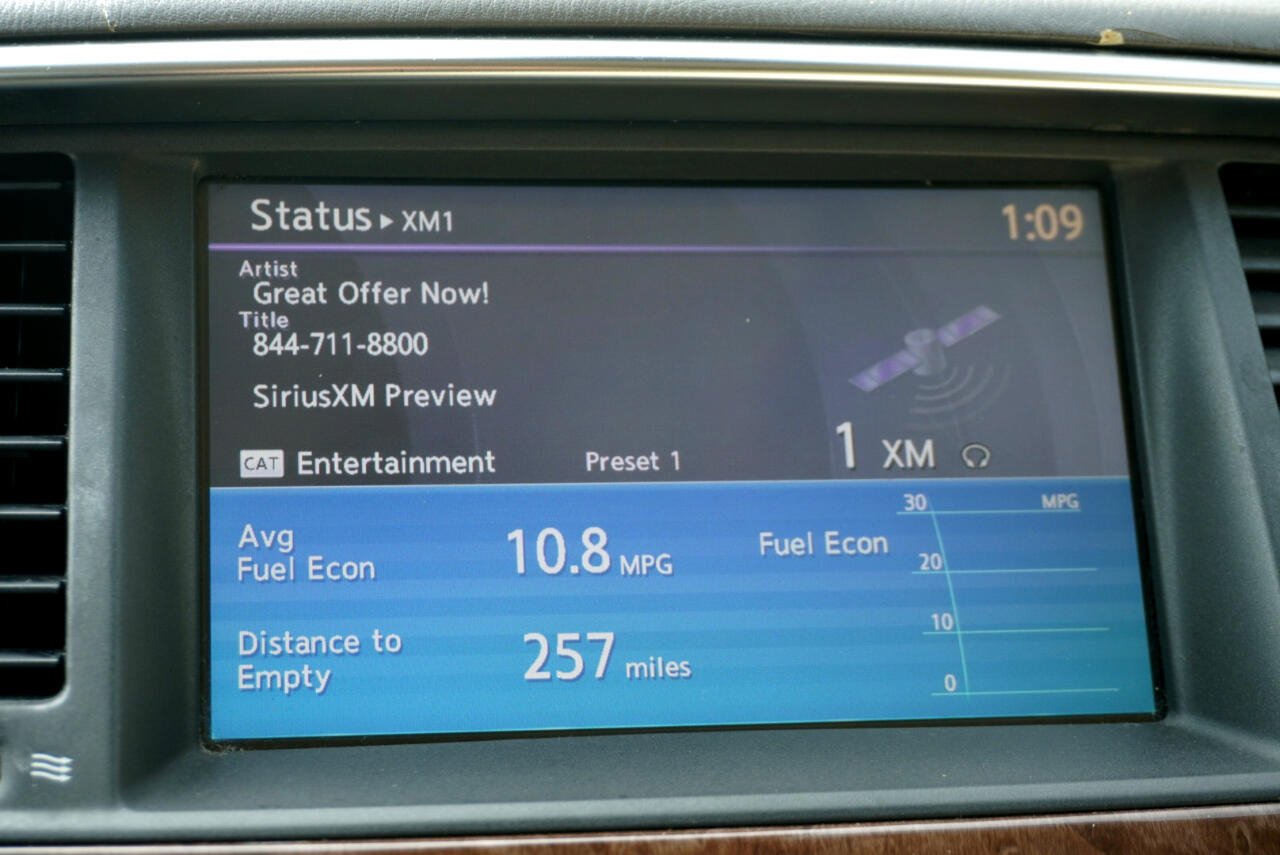 Status ▸ XM1 1:09
Artist
Great Offer Now!
Title
844-711-8800
SiriusXM Preview
CAT Entertainment Preset 1 1 XM
Avg
Fuel Econ 10.8 MPG
Fuel Econ
30 MPG
20
10
0
Distance to
Empty 257 miles